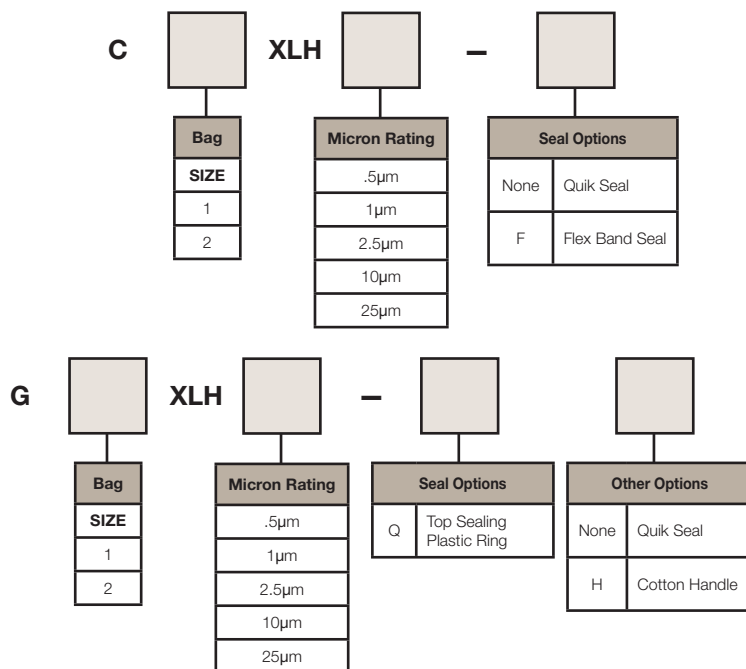 C XLH –
Bag
SIZE
1
2
Micron Rating
.5µm
1µm
2.5µm
10µm
25µm
Seal Options
None Quik Seal
F Flex Band Seal
G XLH –
Bag
SIZE
1
2
Micron Rating
.5µm
1µm
2.5µm
10µm
25µm
Seal Options
Q Top Sealing
Plastic Ring
Other Options
None Quik Seal
H Cotton Handle